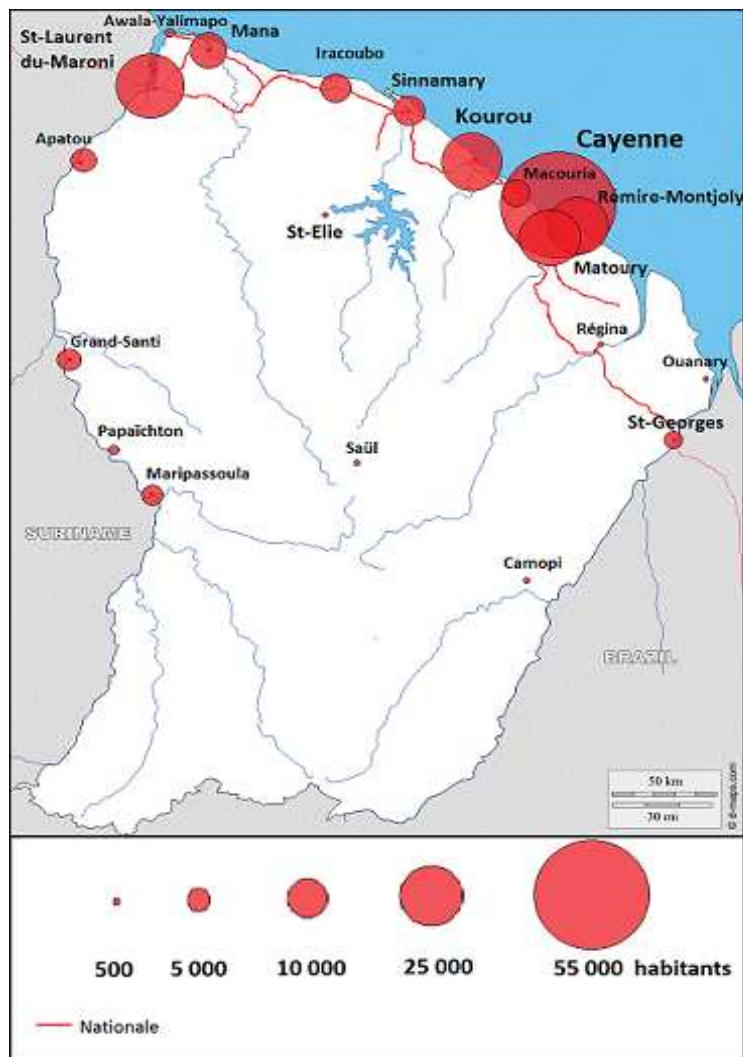 Awala-Yalimapo
St-Laurent
du-Maroni
Mana
Iracoubo
Sinnamary
Kourou
Cayenne
Apatou
Macouria
Rémire-Montjoly
St-Elie
Matoury
Régina
Grand-Santi
Ouanary
St-Georges
Papaïchton
Saül
Maripassoula
SURINAME
Camopi
BRAZIL
50 km
30 mi
© d-maps.com
500 5 000 10 000 25 000 55 000 habitants
Nationale